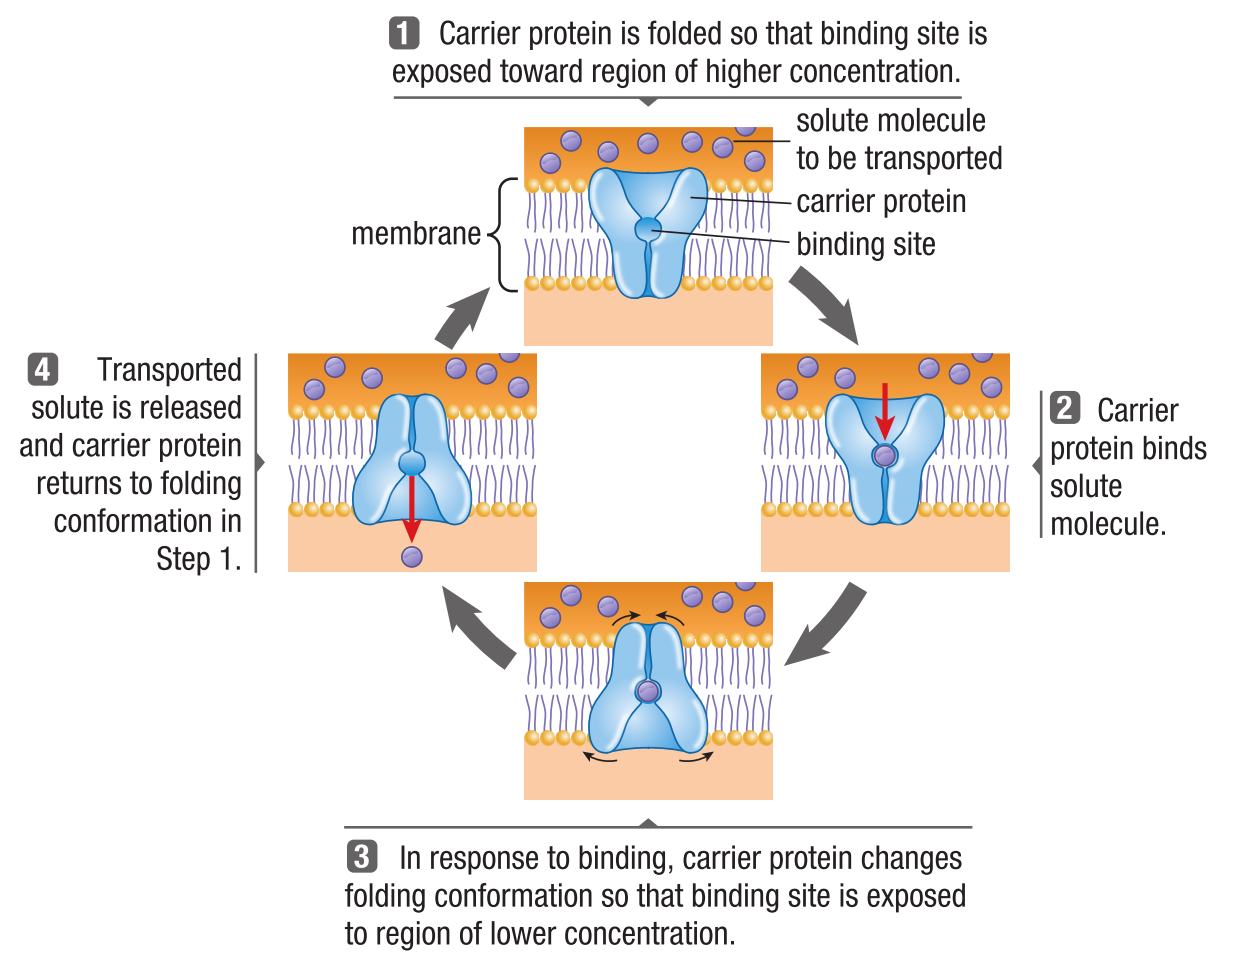 1 Carrier protein is folded so that binding site is
exposed toward region of higher concentration.
solute molecule
to be transported
carrier protein
binding site
membrane
2 Carrier
protein binds
solute
molecule.
3 In response to binding, carrier protein changes
folding conformation so that binding site is exposed
to region of lower concentration.
4 Transported
solute is released
and carrier protein
returns to folding
conformation in
Step 1.